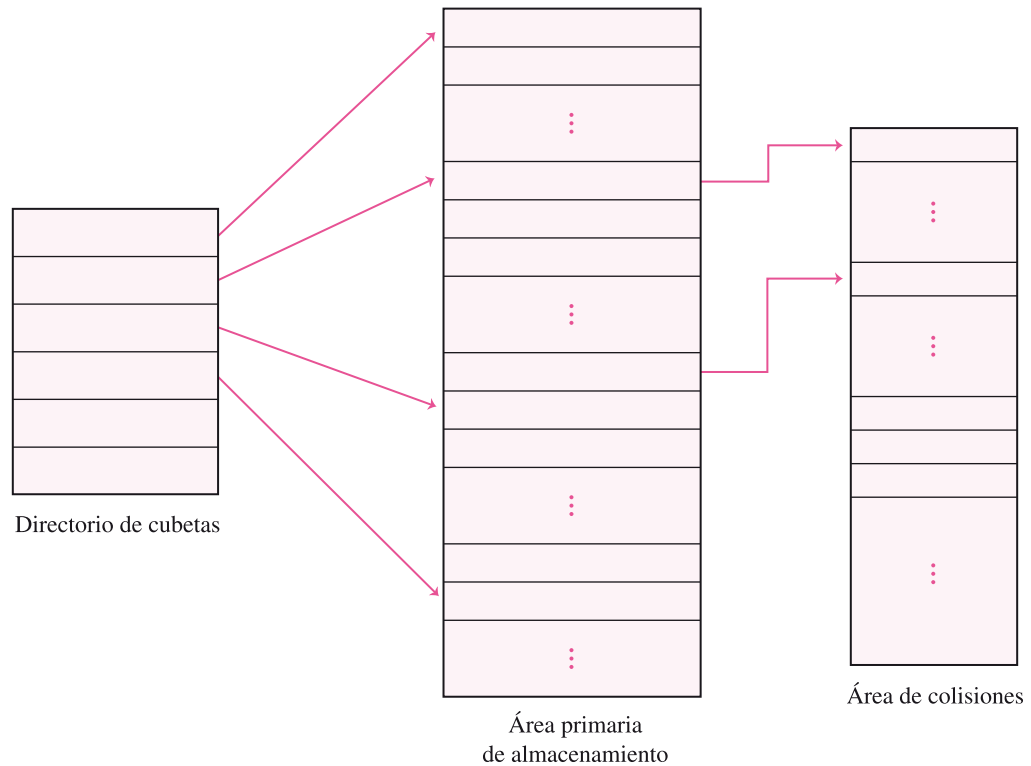 Directorio de cubetas
Área primaria
de almacenamiento
Área de colisiones